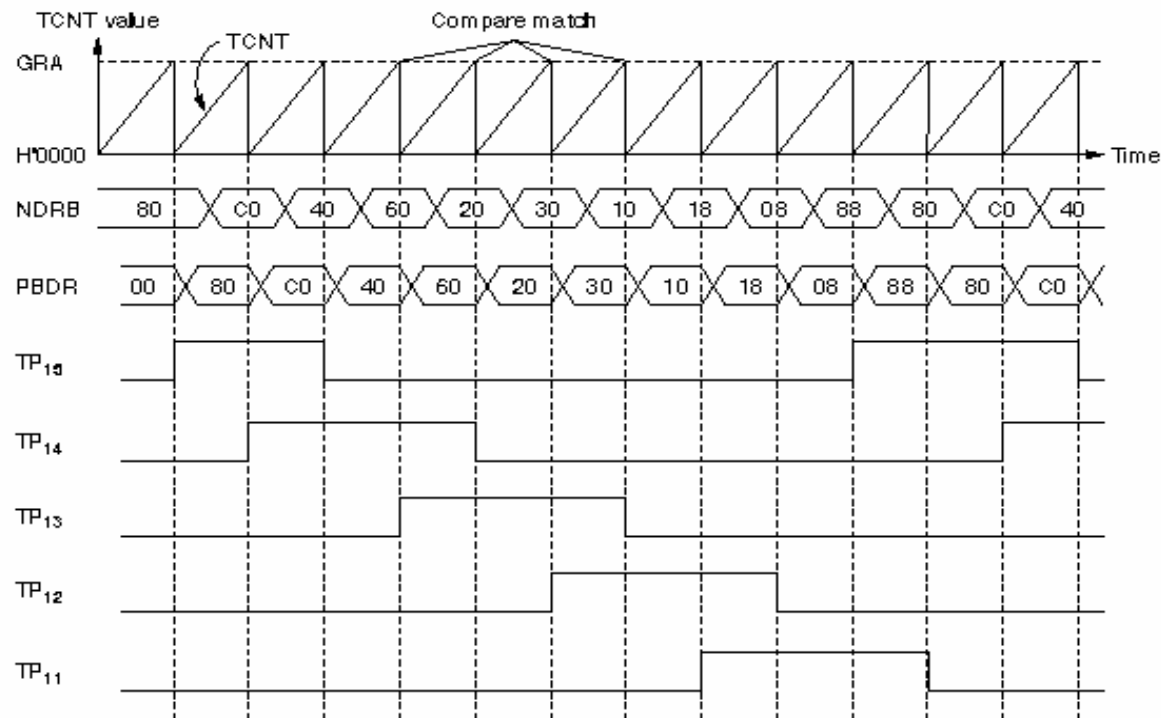 TCNT value
Compare match
TCNT
GRA
H'0000
Time
NDRB 80 C0 40 60 20 30 10 18 08 88 80 C0 40
PBDR 00 80 C0 40 60 20 30 10 18 08 88 80 C0
TP15
TP14
TP13
TP12
TP11